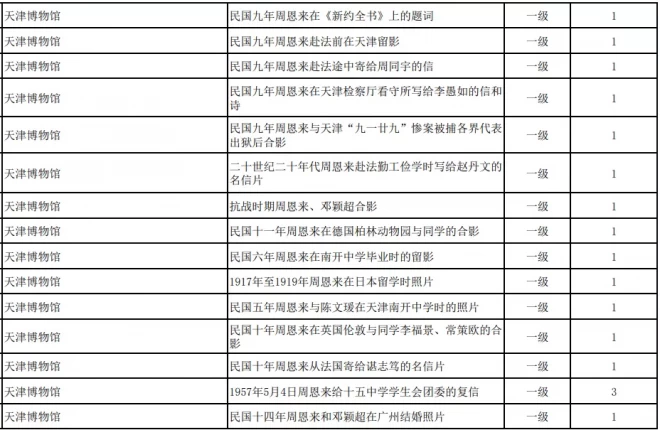 天津博物馆 民国九年周恩来在《新约全书》上的题词 一级 1
天津博物馆 民国九年周恩来赴法前在天津留影 一级 1
天津博物馆 民国九年周恩来赴法途中寄给周同宇的信 一级 1
天津博物馆 民国九年周恩来在天津检察厅看守所写给李愚如的信和 一级 1
诗
天津博物馆 民国九年周恩来与天津“九一廿九”惨案被捕各界代表 一级 1
出狱后合影
天津博物馆 二十世纪二十年代周恩来赴法勤工俭学时写给赵丹文的 一级 1
名信片
天津博物馆 抗战时期周恩来、邓颖超合影 一级 1
天津博物馆 民国十一年周恩来在德国柏林动物园与同学的合影 一级 1
天津博物馆 民国六年周恩来在南开中学毕业时的留影 一级 1
天津博物馆 1917年至1919年周恩来在日本留学时照片 一级 1
天津博物馆 民国五年周恩来与陈文瑗在天津南开中学时的照片 一级 1
天津博物馆 民国十年周恩来在英国伦敦与同学李福景、常策欧的合 一级 1
影
天津博物馆 民国十年周恩来从法国寄给谌志笃的名信片 一级 1
天津博物馆 1957年5月4日周恩来给十五中学学生会团委的复信 一级 3
天津博物馆 民国十四年周恩来和邓颖超在广州结婚照片 一级 1